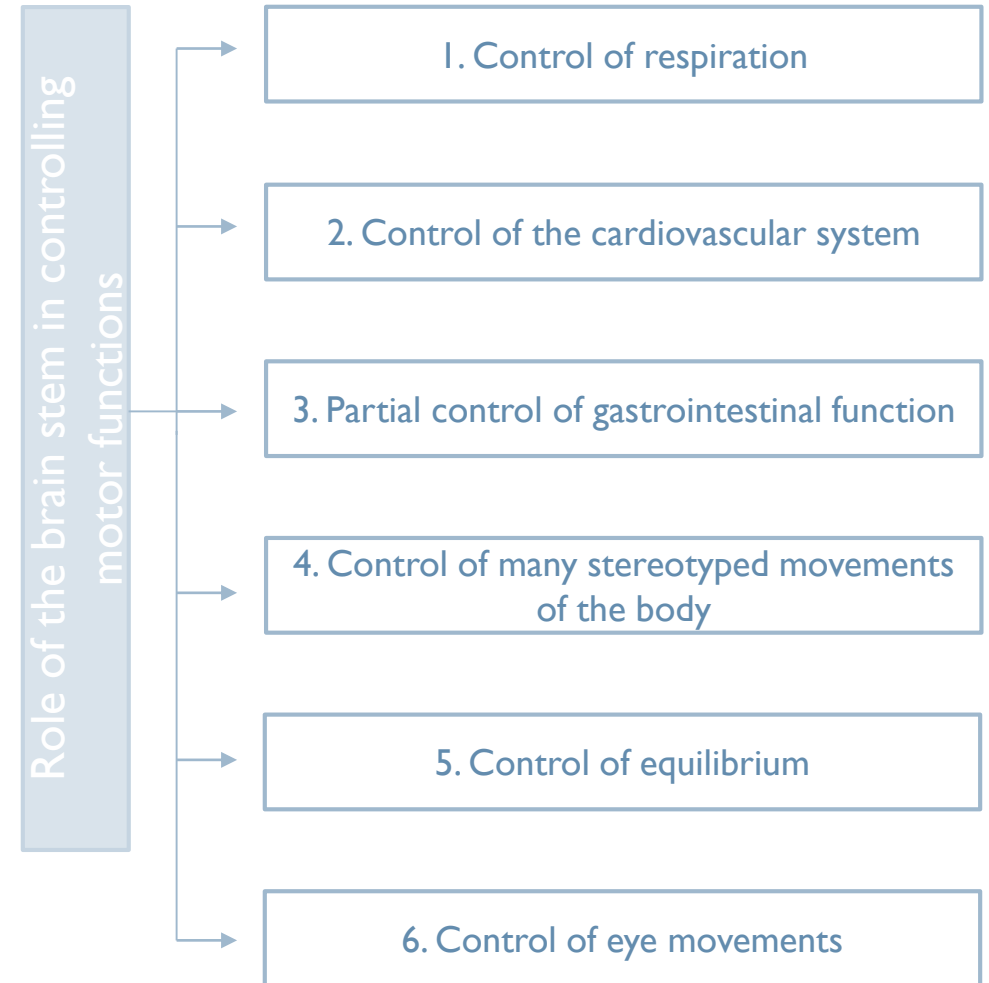 Role of the brain stem in controlling
motor functions
1. Control of respiration
2. Control of the cardiovascular system
3. Partial control of gastrointestinal function
4. Control of many stereotyped movements
of the body
5. Control of equilibrium
6. Control of eye movements